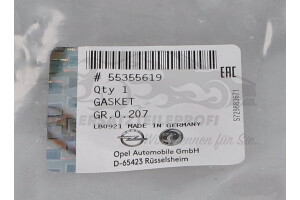 # 55355619
Qty 1
GASKET
GR.0.207
LB0921 MADE IN GERMANY
Opel Automobile GmbH
D-65423 Rüsselsheim
EAC